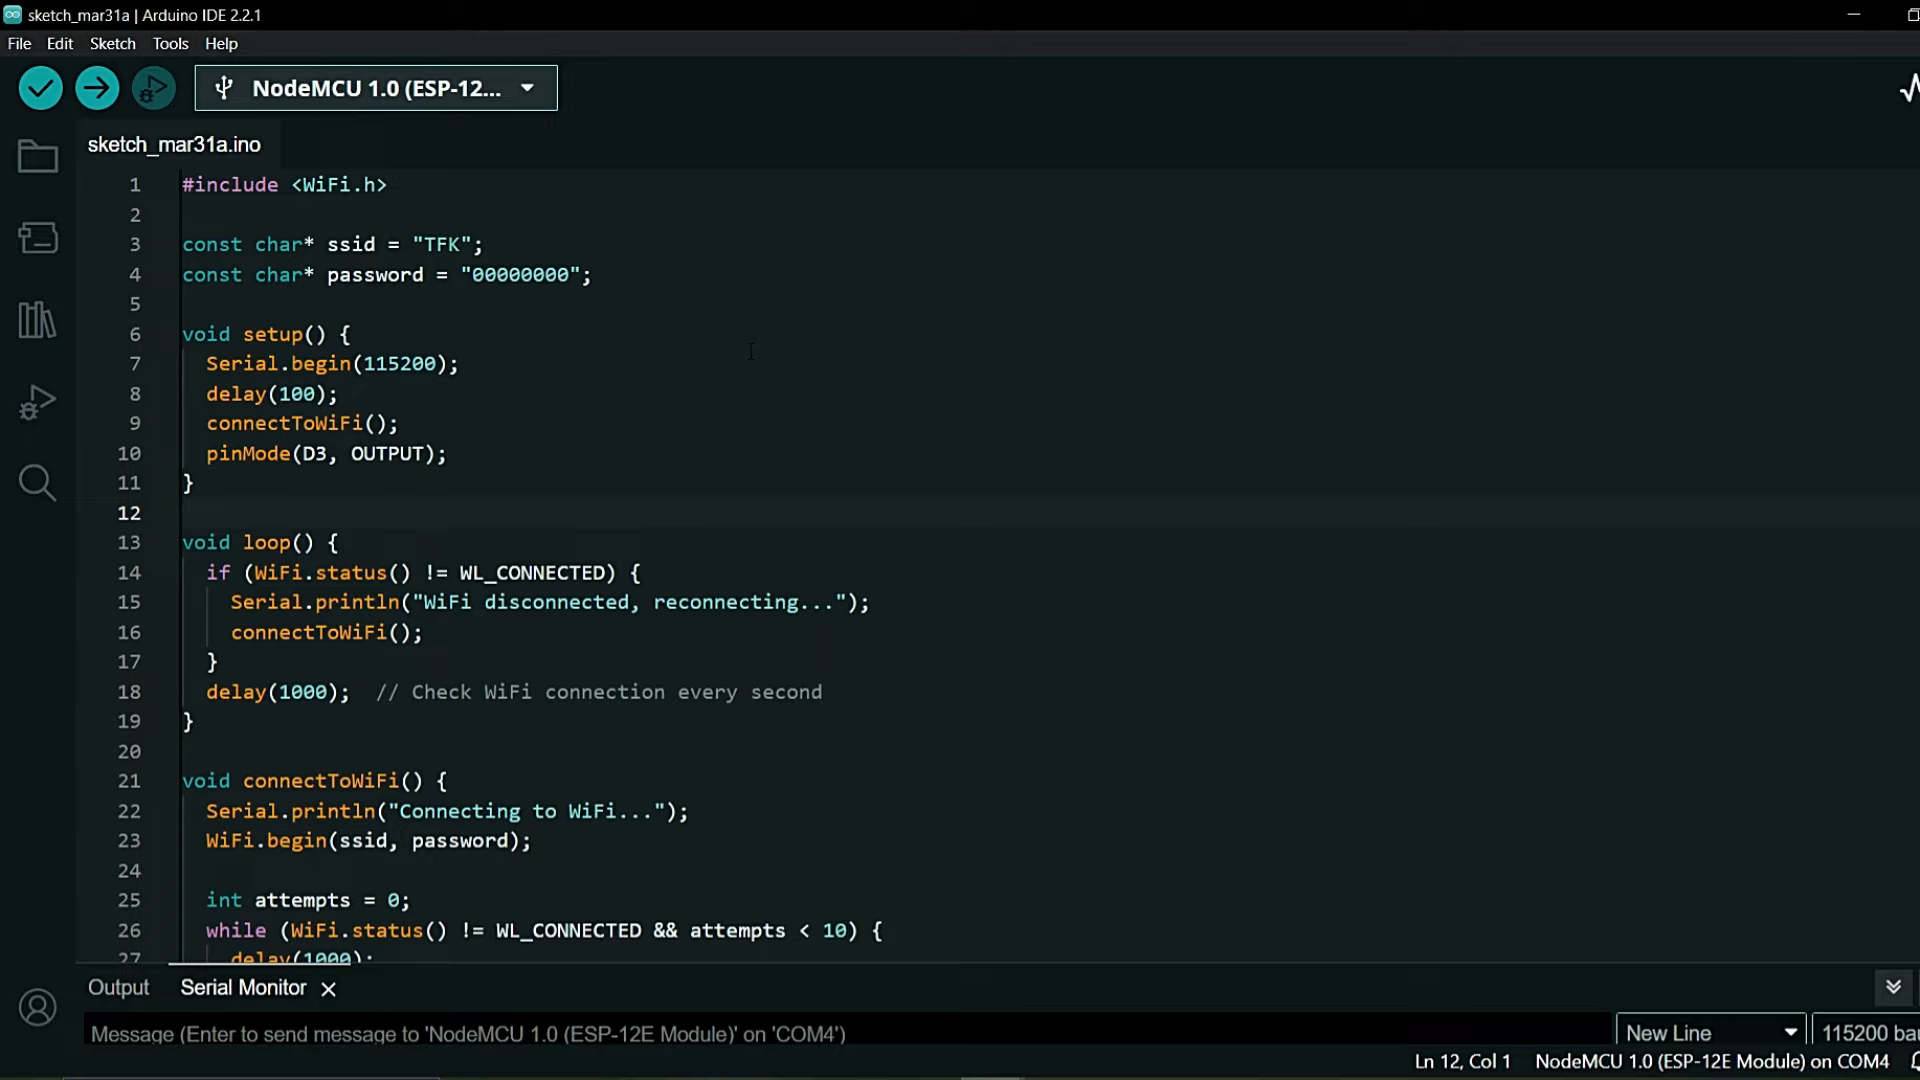 sketch_mar31a | Arduino IDE 2.2.1
File Edit Sketch Tools Help
NodeMCU 1.0 (ESP-12...
sketch_mar31a.ino
1 #include <WiFi.h>
2
3 const char* ssid = "TFK";
4 const char* password = "00000000";
5
6 void setup() {
7 Serial.begin(115200);
8 delay(100);
9 connectToWiFi();
10 pinMode(D3, OUTPUT);
11 }
12
13 void loop() {
14 if (WiFi.status() != WL_CONNECTED) {
15 Serial.println("WiFi disconnected, reconnecting...");
16 connectToWiFi();
17 }
18 delay(1000); // Check WiFi connection every second
19 }
20
21 void connectToWiFi() {
22 Serial.println("Connecting to WiFi...");
23 WiFi.begin(ssid, password);
24
25 int attempts = 0;
26 while (WiFi.status() != WL_CONNECTED && attempts < 10) {
27 delay(1000);
Output Serial Monitor
Message (Enter to send message to 'NodeMCU 1.0 (ESP-12E Module)' on 'COM4')
New Line 115200 bau
Ln 12, Col 1 NodeMCU 1.0 (ESP-12E Module) on COM4